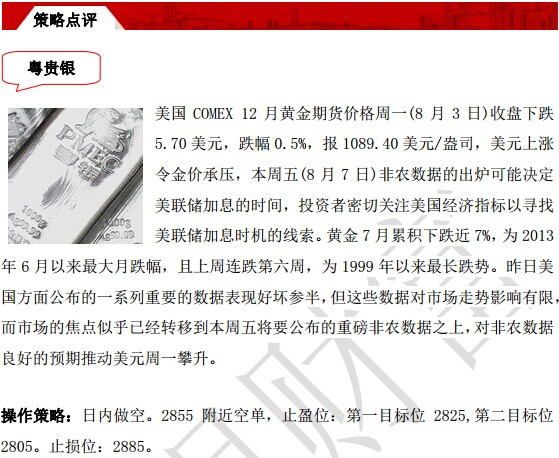 策略点评
粤贵银
美国 COMEX 12 月黄金期货价格周一(8 月 3 日)收盘下跌
5.70 美元，跌幅 0.5%，报 1089.40 美元/盎司，美元上涨
令金价承压，本周五(8 月 7 日)非农数据的出炉可能决定
美联储加息的时间，投资者密切关注美国经济指标以寻找
美联储加息时机的线索。黄金 7 月累积下跌近 7%，为 2013
年 6 月以来最大月跌幅，且上周连跌第六周，为 1999 年以来最长跌势。昨日美
国方面公布的一系列重要的数据表现好坏参半，但这些数据对市场走势影响有限，
而市场的焦点似乎已经转移到本周五将要公布的重磅非农数据之上，对非农数据
良好的预期推动美元周一攀升。
操作策略：日内做空。2855 附近空单，止盈位：第一目标位 2825,第二目标位
2805。止损位：2885。
PMEC
粤银
1000g
Ag99.99